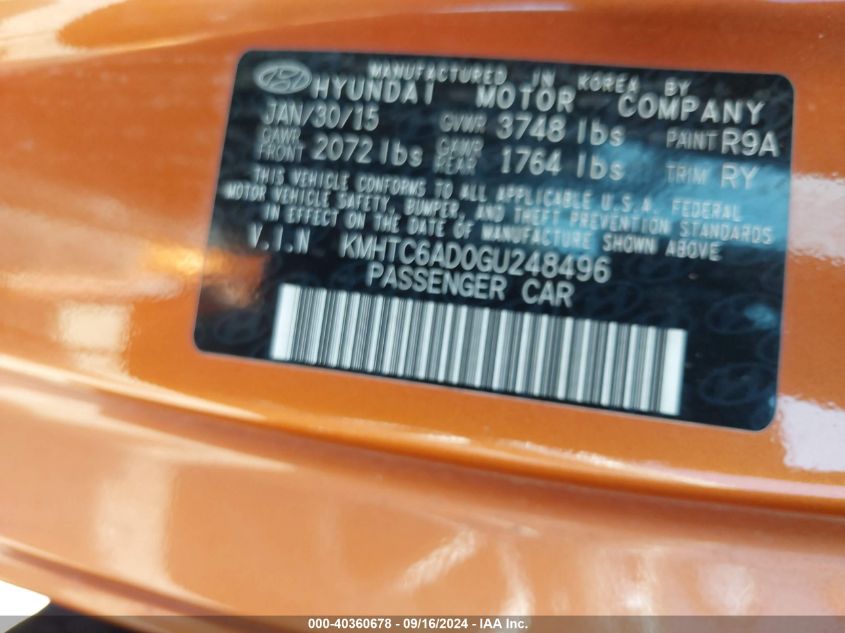 MANUFACTURED IN KOREA BY
HYUNDAI MOTOR COMPANY
JAN/30/15 GVWR 3748 lbs PAINT R9A
GAWR FRONT 2072 lbs GAWR REAR 1764 lbs TRIM RY
THIS VEHICLE CONFORMS TO ALL APPLICABLE U.S.A. FEDERAL
MOTOR VEHICLE SAFETY, BUMPER, AND THEFT PREVENTION STANDARDS
IN EFFECT ON THE DATE OF MANUFACTURE SHOWN ABOVE
V.I.N KMHTC6AD0GU248496
PASSENGER CAR
000-40360678 - 09/16/2024 - IAA Inc.